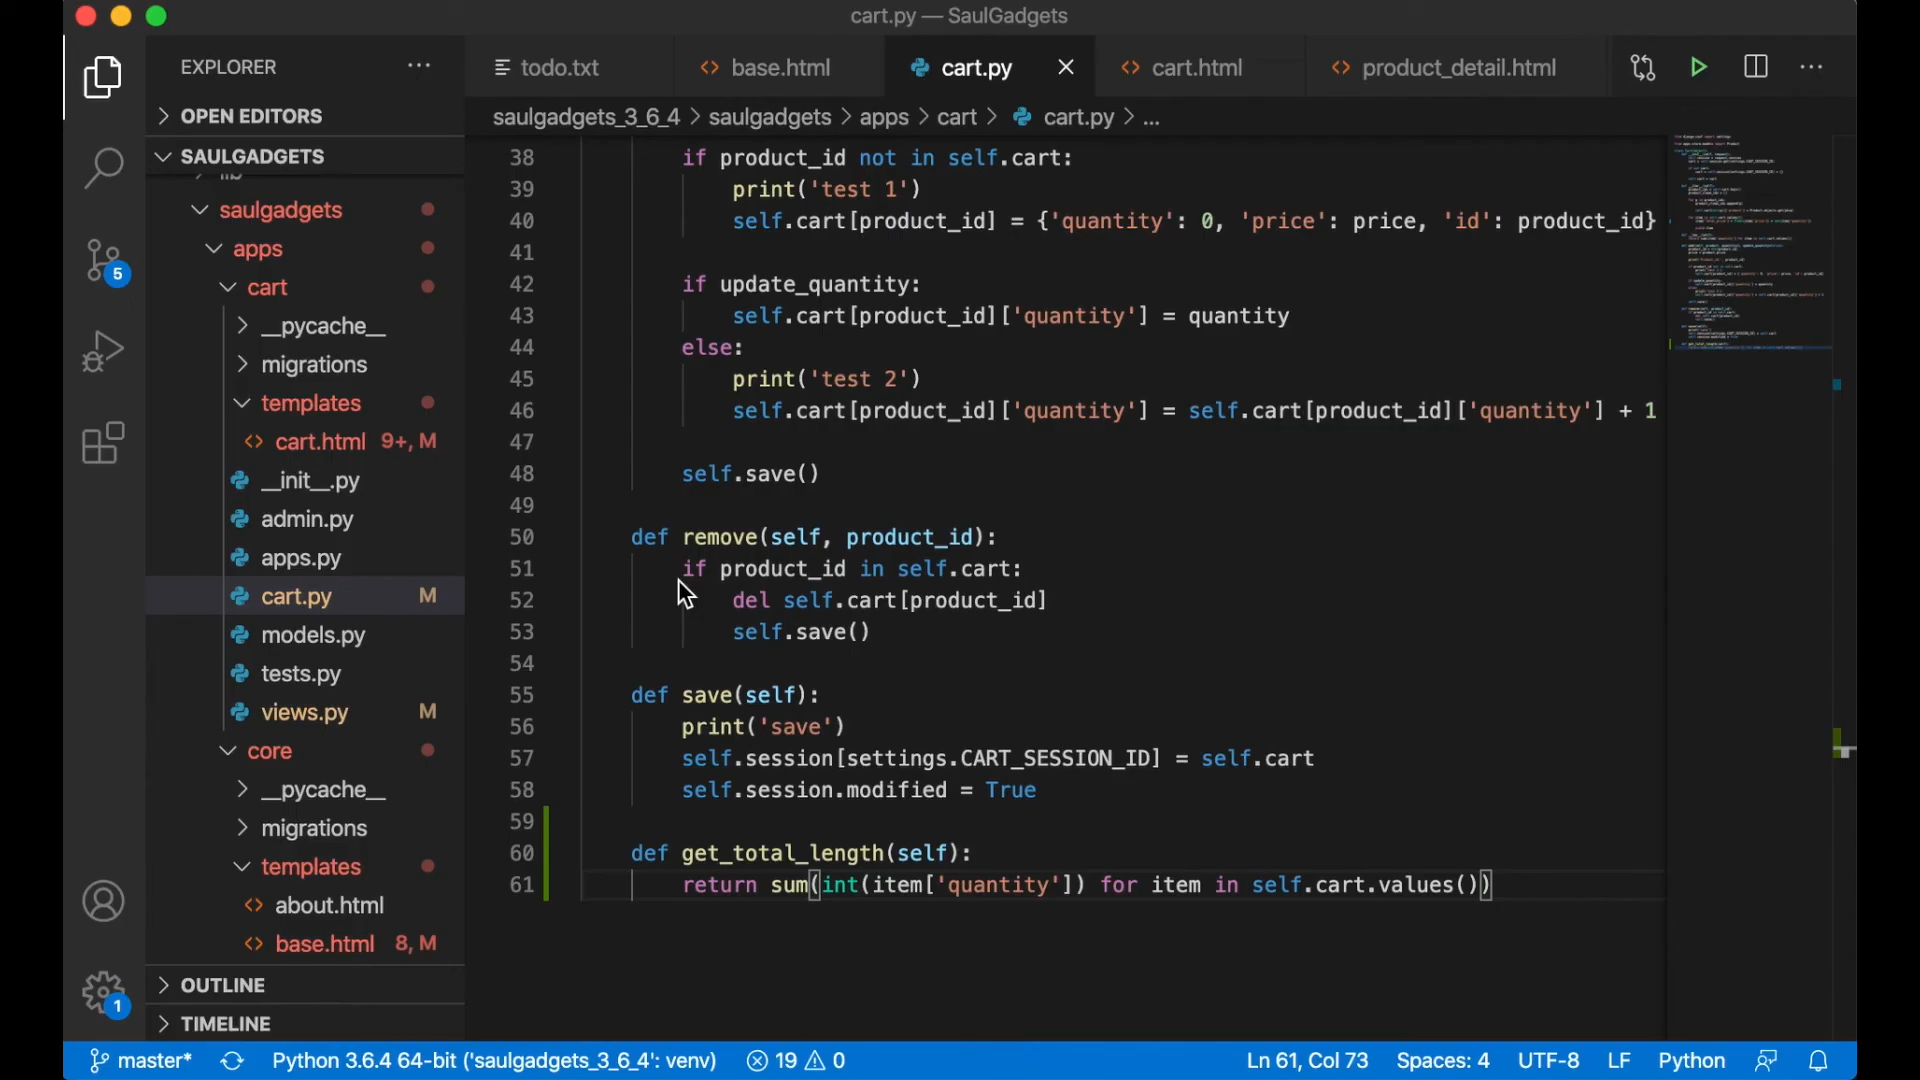 cart.py — SaulGadgets
EXPLORER
todo.txt
base.html
cart.py
cart.html
product_detail.html
OPEN EDITORS
saulgadgets_3_6_4 > saulgadgets > apps > cart > cart.py > ...
SAULGADGETS
lib
saulgadgets
apps
cart
__pycache__
migrations
templates
cart.html 9+, M
__init__.py
admin.py
apps.py
cart.py M
models.py
tests.py
views.py M
core
__pycache__
migrations
templates
about.html
base.html 8, M
OUTLINE
TIMELINE
5
1
38 if product_id not in self.cart:
39 print('test 1')
40 self.cart[product_id] = {'quantity': 0, 'price': price, 'id': product_id}
41
42 if update_quantity:
43 self.cart[product_id]['quantity'] = quantity
44 else:
45 print('test 2')
46 self.cart[product_id]['quantity'] = self.cart[product_id]['quantity'] + 1
47
48 self.save()
49
50 def remove(self, product_id):
51 if product_id in self.cart:
52 del self.cart[product_id]
53 self.save()
54
55 def save(self):
56 print('save')
57 self.session[settings.CART_SESSION_ID] = self.cart
58 self.session.modified = True
59
60 def get_total_length(self):
61 return sum(int(item['quantity']) for item in self.cart.values())
master* Python 3.6.4 64-bit ('saulgadgets_3_6_4': venv) 19 0 Ln 61, Col 73 Spaces: 4 UTF-8 LF Python